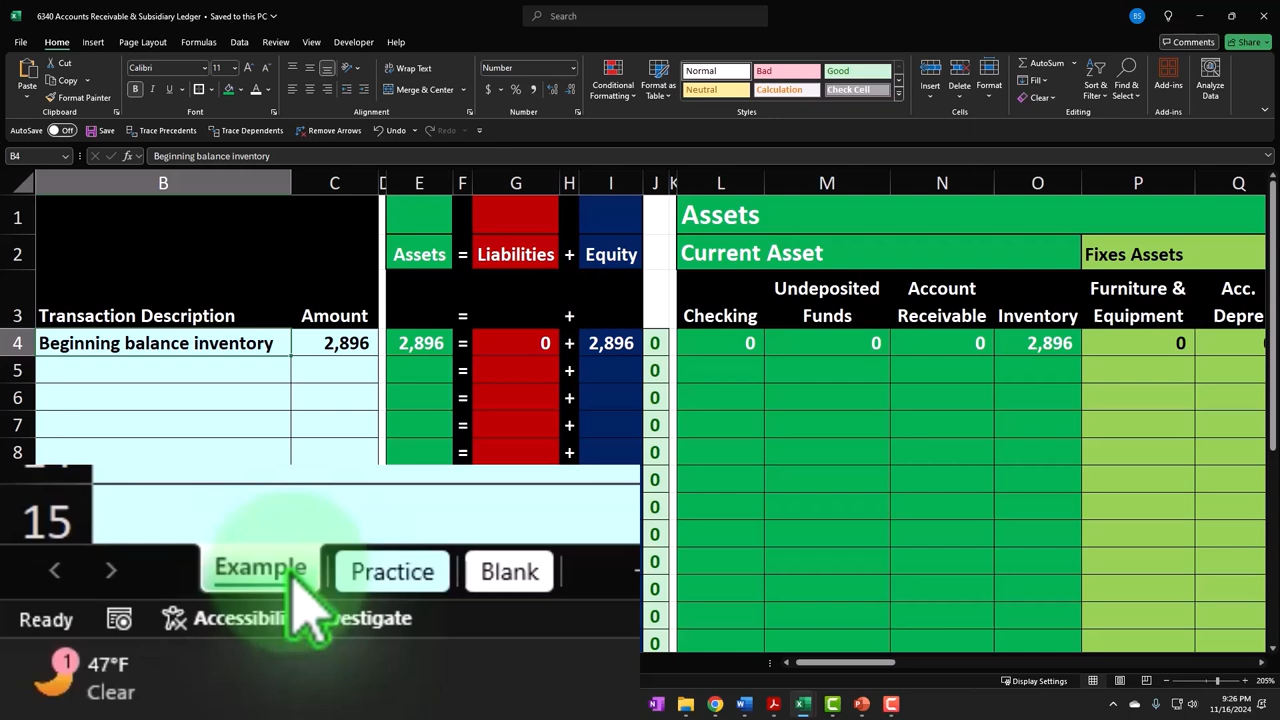 6340 Accounts Receivable & Subsidiary Ledger • Saved to this PC
Search
BS
File Home Insert Page Layout Formulas Data Review View Developer Help
Comments Share
Paste Cut Copy Format Painter
Calibri 11
Wrap Text
Merge & Center
Number
Conditional Formatting Format as Table
Normal Bad Good
Neutral Calculation Check Cell
Insert Delete Format
AutoSum Fill Clear
Sort & Filter Find & Select
Add-ins
Analyze Data
Clipboard Font Alignment Number Styles Cells Editing Add-ins
AutoSave Off Save Trace Precedents Trace Dependents Remove Arrows Undo Redo
B4 fx Beginning balance inventory
B C D E F G H I J K L M N O P Q
1 Assets
2 Assets = Liabilities + Equity Current Asset Fixes Assets
Undeposited Account Furniture & Acc.
3 Transaction Description Amount = + Checking Funds Receivable Inventory Equipment Depre
4 Beginning balance inventory 2,896 2,896 = 0 + 2,896 0 0 0 0 2,896 0
5 = + 0
6 = + 0
7 = + 0
8 = + 0
0
0
0
0
0
0
0
15
Example Practice Blank
Ready
Display Settings 205%
1 47°F
Clear
9:26 PM
11/16/2024